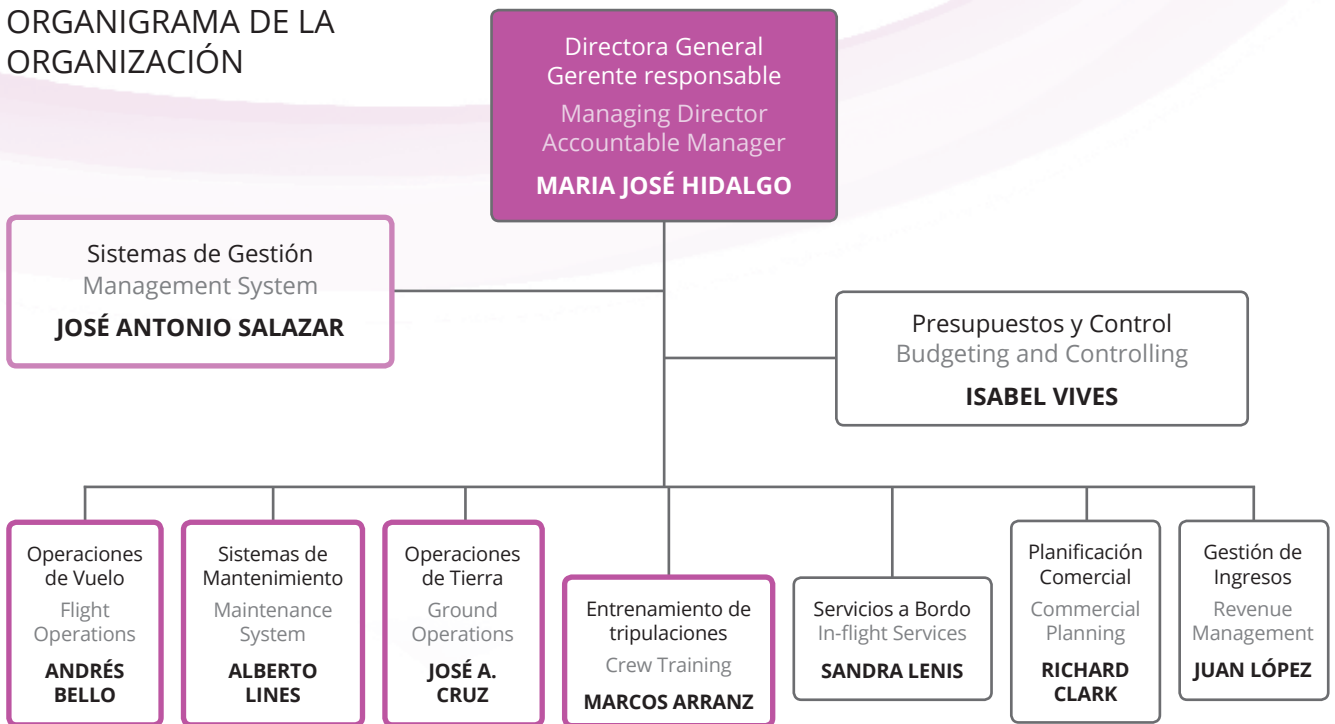 ORGANIGRAMA DE LA
ORGANIZACIÓN
Directora General
Gerente responsable
Managing Director
Accountable Manager
MARIA JOSÉ HIDALGO
Sistemas de Gestión
Management System
JOSÉ ANTONIO SALAZAR
Presupuestos y Control
Budgeting and Controlling
ISABEL VIVES
Operaciones
de Vuelo
Flight
Operations
ANDRÉS
BELLO
Sistemas de
Mantenimiento
Maintenance
System
ALBERTO
LINES
Operaciones
de Tierra
Ground
Operations
JOSÉ A.
CRUZ
Entrenamiento de
tripulaciones
Crew Training
MARCOS ARRANZ
Servicios a Bordo
In-flight Services
SANDRA LENIS
Planificación
Comercial
Commercial
Planning
RICHARD
CLARK
Gestión de
Ingresos
Revenue
Management
JUAN LÓPEZ